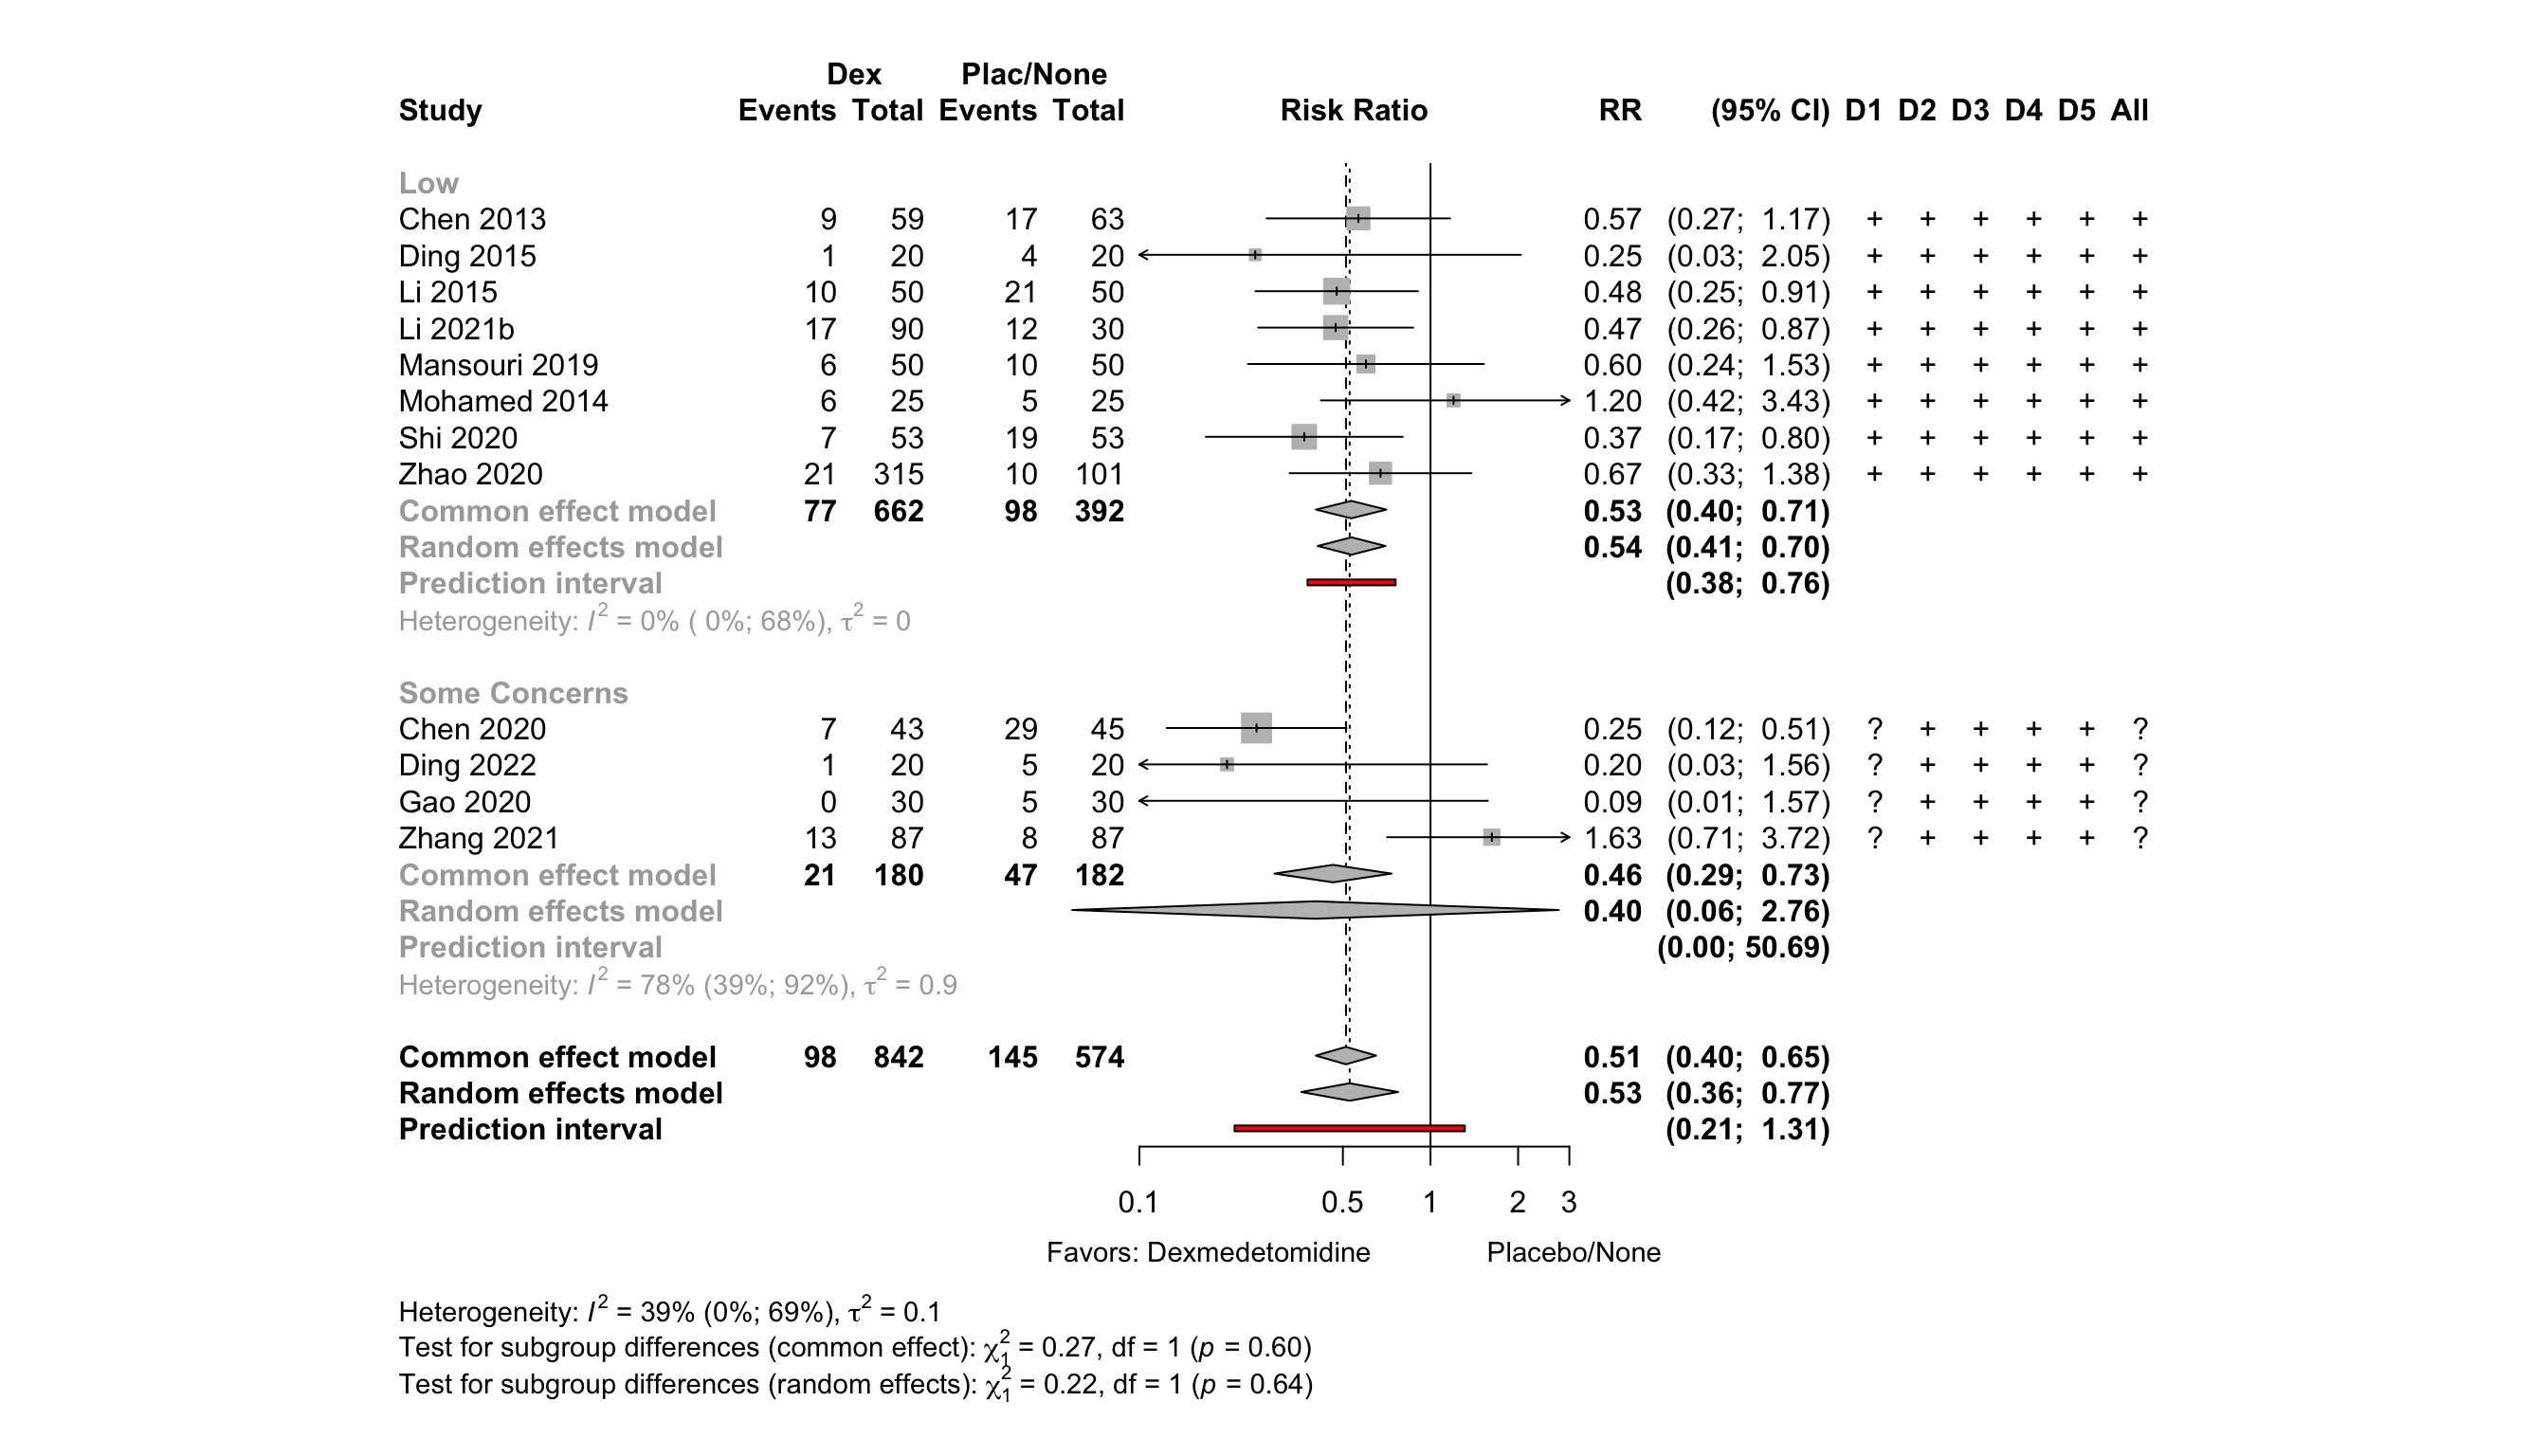 Dex Plac/None
Study Events Total Events Total Risk Ratio RR (95% CI) D1 D2 D3 D4 D5 All
Low
Chen 2013 9 59 17 63 0.57 (0.27; 1.17) + + + + + +
Ding 2015 1 20 4 20 0.25 (0.03; 2.05) + + + + + +
Li 2015 10 50 21 50 0.48 (0.25; 0.91) + + + + + +
Li 2021b 17 90 12 30 0.47 (0.26; 0.87) + + + + + +
Mansouri 2019 6 50 10 50 0.60 (0.24; 1.53) + + + + + +
Mohamed 2014 6 25 5 25 1.20 (0.42; 3.43) + + + + + +
Shi 2020 7 53 19 53 0.37 (0.17; 0.80) + + + + + +
Zhao 2020 21 315 10 101 0.67 (0.33; 1.38) + + + + + +
Common effect model 77 662 98 392 0.53 (0.40; 0.71)
Random effects model 0.54 (0.41; 0.70)
Prediction interval (0.38; 0.76)
Heterogeneity: I² = 0% ( 0%; 68%), τ² = 0
Some Concerns
Chen 2020 7 43 29 45 0.25 (0.12; 0.51) ? + + + + ?
Ding 2022 1 20 5 20 0.20 (0.03; 1.56) ? + + + + ?
Gao 2020 0 30 5 30 0.09 (0.01; 1.57) ? + + + + ?
Zhang 2021 13 87 8 87 1.63 (0.71; 3.72) ? + + + + ?
Common effect model 21 180 47 182 0.46 (0.29; 0.73)
Random effects model 0.40 (0.06; 2.76)
Prediction interval (0.00; 50.69)
Heterogeneity: I² = 78% (39%; 92%), τ² = 0.9
Common effect model 98 842 145 574 0.51 (0.40; 0.65)
Random effects model 0.53 (0.36; 0.77)
Prediction interval (0.21; 1.31)
0.1 0.5 1 2 3
Favors: Dexmedetomidine Placebo/None
Heterogeneity: I² = 39% (0%; 69%), τ² = 0.1
Test for subgroup differences (common effect): χ₁² = 0.27, df = 1 (p = 0.60)
Test for subgroup differences (random effects): χ₁² = 0.22, df = 1 (p = 0.64)